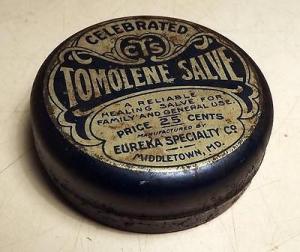 CELEBRATED
CTS
TOMOLENE SALVE
A RELIABLE
HEALING SALVE FOR
FAMILY AND GENERAL USE.
PRICE 25 CENTS
MANUFACTURED BY
EUREKA SPECIALTY CO
MIDDLETOWN, MD.